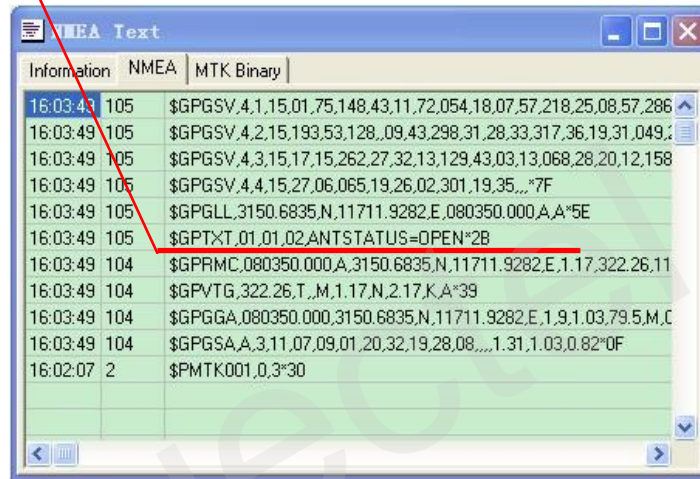 NMEA Text
Information NMEA MTK Binary
16:03:49 105 $GPGSV,4,1,15,01,75,148,43,11,72,054,18,07,57,218,25,08,57,286
16:03:49 105 $GPGSV,4,2,15,193,53,128,,09,43,298,31,28,33,317,36,19,31,049,2
16:03:49 105 $GPGSV,4,3,15,17,15,262,27,32,13,129,43,03,13,068,28,20,12,158
16:03:49 105 $GPGSV,4,4,15,27,06,065,19,26,02,301,19,35,,,*7F
16:03:49 105 $GPGLL,3150.6835,N,11711.9282,E,080350.000,A,A*5E
16:03:49 105 $GPTXT,01,01,02,ANTSTATUS=OPEN*2B
16:03:49 104 $GPRMC,080350.000,A,3150.6835,N,11711.9282,E,1.17,322.26,11
16:03:49 104 $GPVTG,322.26,T,,M,1.17,N,2.17,K,A*39
16:03:49 104 $GPGGA,080350.000,3150.6835,N,11711.9282,E,1,9,1.03,79.5,M,0
16:03:49 104 $GPGSA,A,3,11,07,09,01,20,32,19,28,08,,,,1.31,1.03,0.82*0F
16:02:07 2 $PMTK001,0,3*30